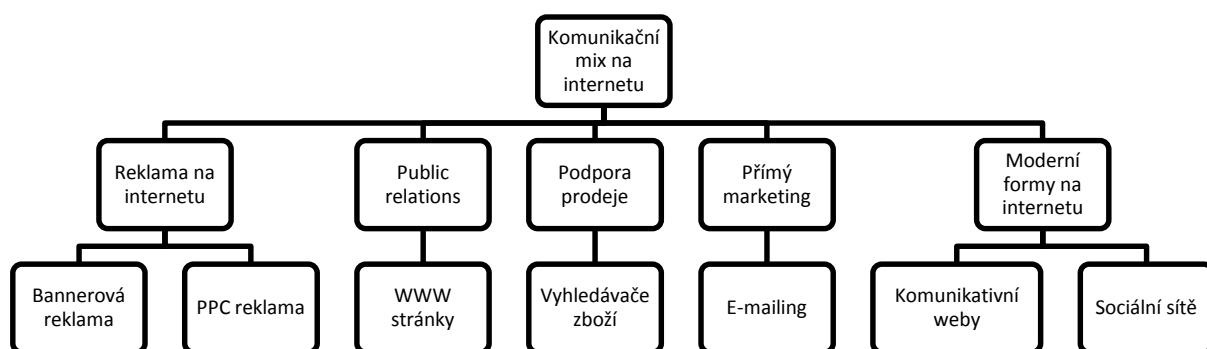 Komunikační
mix na
internetu
Reklama na
internetu
Public
relations
Podpora
prodeje
Přímý
marketing
Moderní
formy na
internetu
Bannerová
reklama
PPC reklama
WWW
stránky
Vyhledávače
zboží
E-mailing
Komunikativní
weby
Sociální sítě